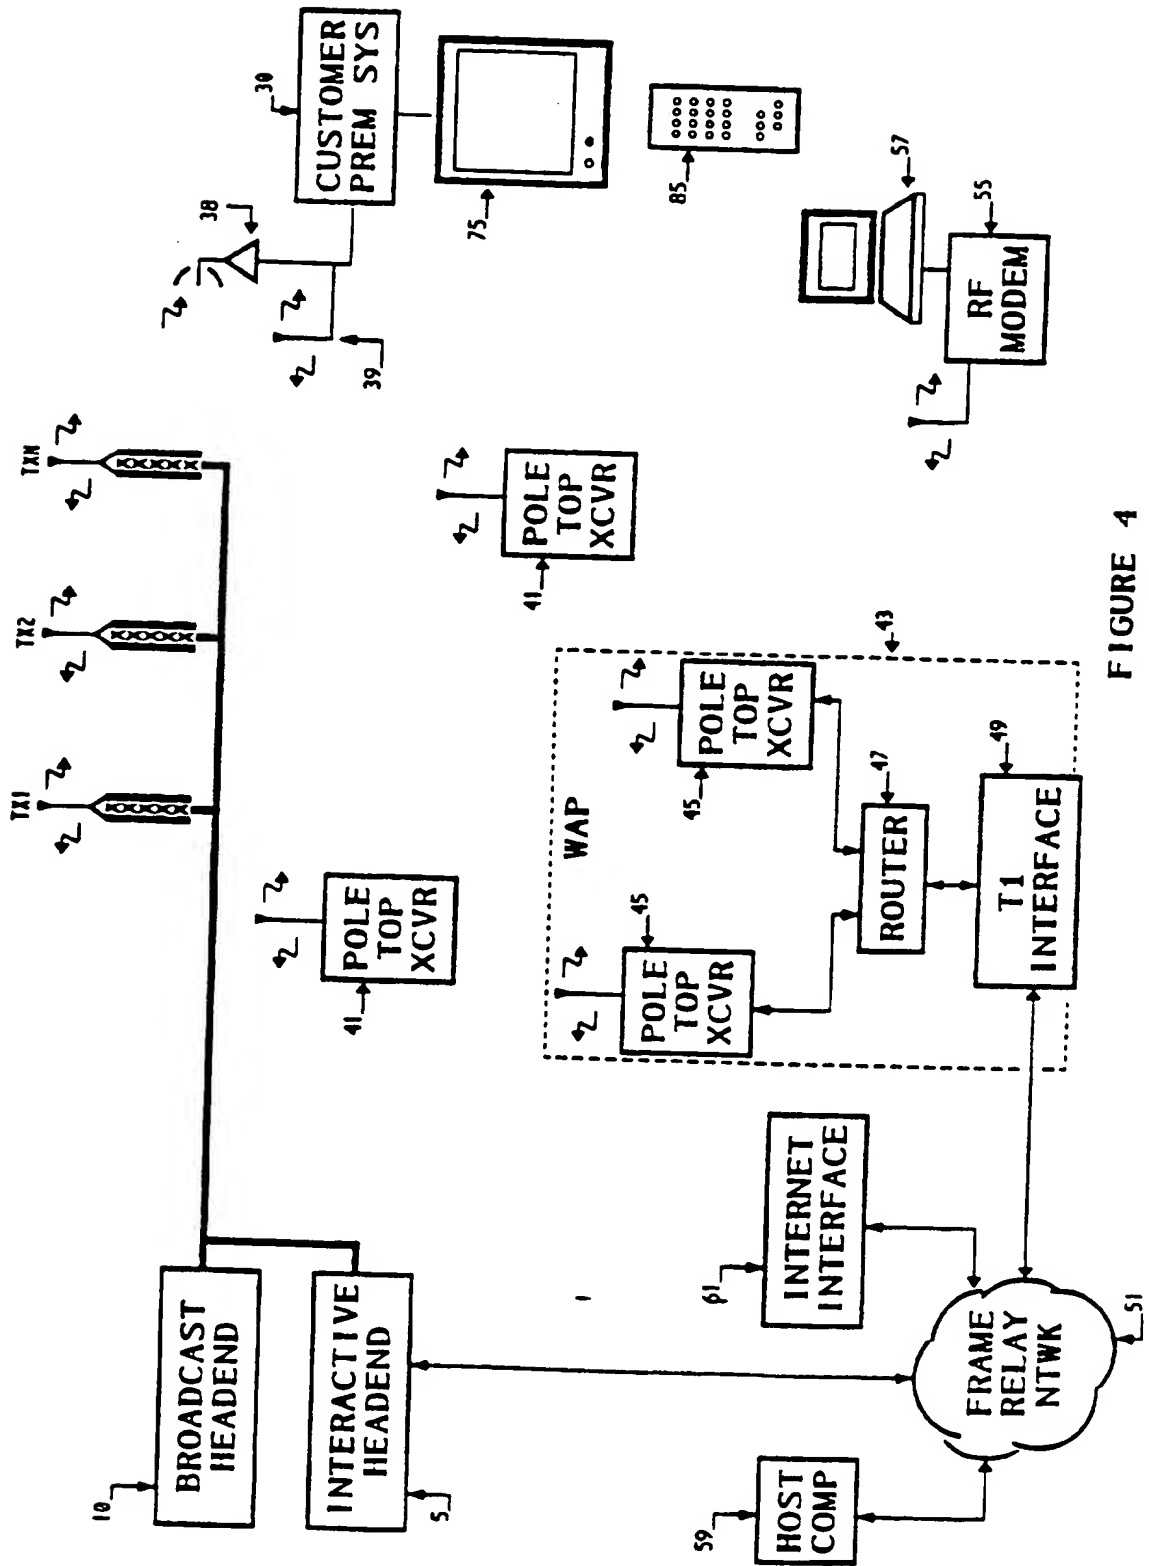 TX1
TX2
TXN
10
BROADCAST
HEADEND
INTERACTIVE
HEADEND
5
41
POLE
TOP
XCVR
41
POLE
TOP
XCVR
38
39
30
CUSTOMER
PREM SYS
75
85
57
55
RF
MODEM
WAP
43
45
POLE
TOP
XCVR
45
POLE
TOP
XCVR
47
ROUTER
49
T1
INTERFACE
61
INTERNET
INTERFACE
59
HOST
COMP
FRAME
RELAY
NTWK
51
FIGURE 4